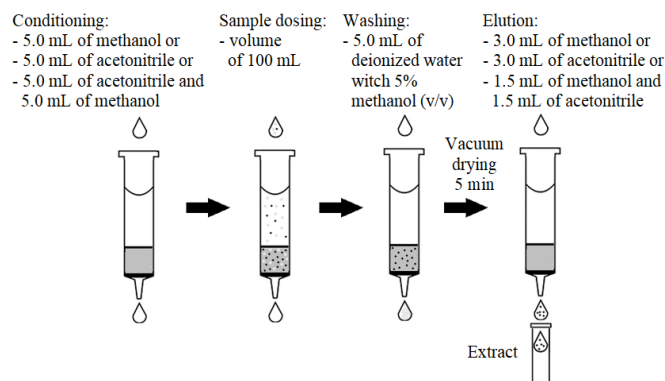 Conditioning:
- 5.0 mL of methanol or
- 5.0 mL of acetonitrile or
- 5.0 mL of acetonitrile and
5.0 mL of methanol
Sample dosing:
- volume
of 100 mL
Washing:
- 5.0 mL of
deionized water
witch 5%
methanol (v/v)
Vacuum
drying
5 min
Elution:
- 3.0 mL of methanol or
- 3.0 mL of acetonitrile or
- 1.5 mL of methanol and
1.5 mL of acetonitrile
Extract